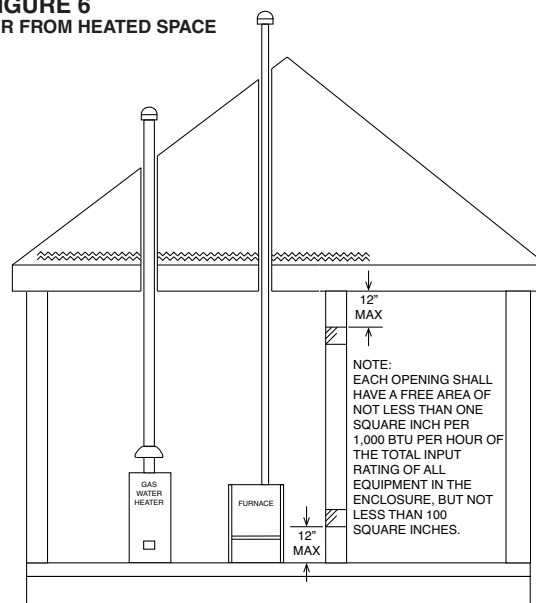 IGURE 6
R FROM HEATED SPACE
12"
MAX
NOTE:
EACH OPENING SHALL
HAVE A FREE AREA OF
NOT LESS THAN ONE
SQUARE INCH PER
1,000 BTU PER HOUR OF
THE TOTAL INPUT
RATING OF ALL
EQUIPMENT IN THE
ENCLOSURE, BUT NOT
LESS THAN 100
SQUARE INCHES.
GAS
WATER
HEATER
FURNACE
12"
MAX